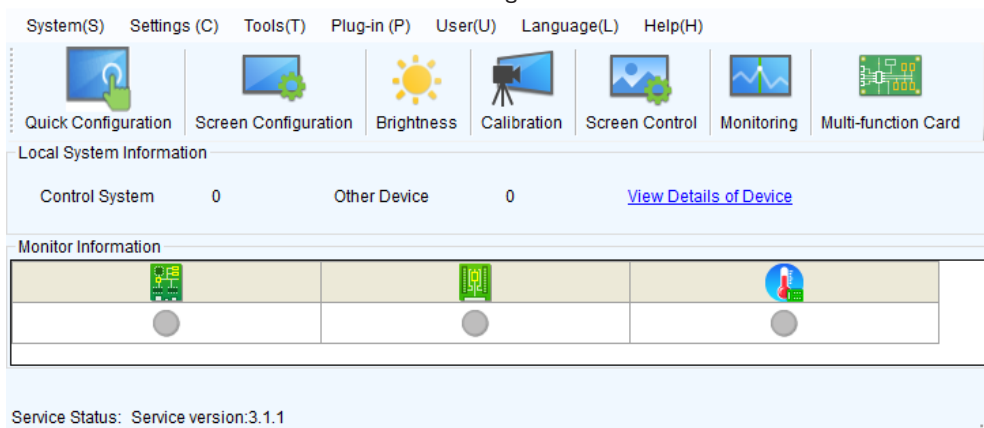 System(S) Settings (C) Tools(T) Plug-in (P) User(U) Language(L) Help(H)
Quick Configuration Screen Configuration Brightness Calibration Screen Control Monitoring Multi-function Card
Local System Information
Control System 0 Other Device 0 View Details of Device
Monitor Information
Service Status: Service version:3.1.1